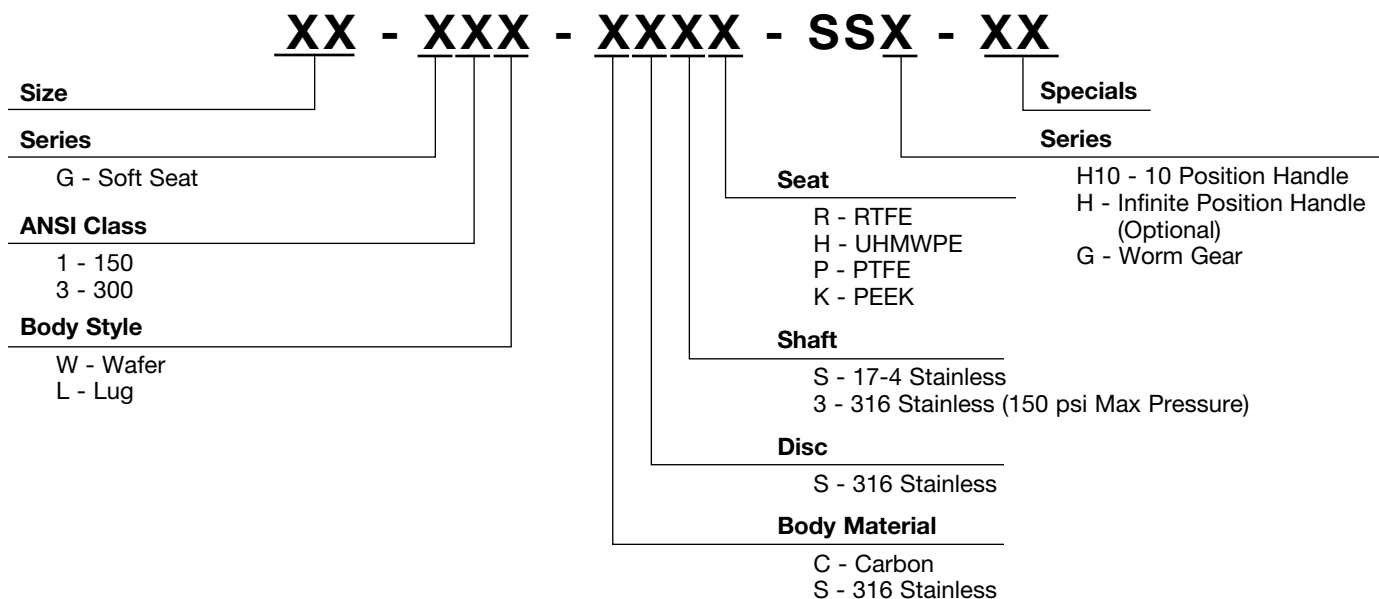 XX - XXX - XXXX - SSX - XX
Size
Series
G - Soft Seat
ANSI Class
1 - 150
3 - 300
Body Style
W - Wafer
L - Lug
Specials
Series
H10 - 10 Position Handle
H - Infinite Position Handle
(Optional)
G - Worm Gear
Seat
R - RTFE
H - UHMWPE
P - PTFE
K - PEEK
Shaft
S - 17-4 Stainless
3 - 316 Stainless (150 psi Max Pressure)
Disc
S - 316 Stainless
Body Material
C - Carbon
S - 316 Stainless